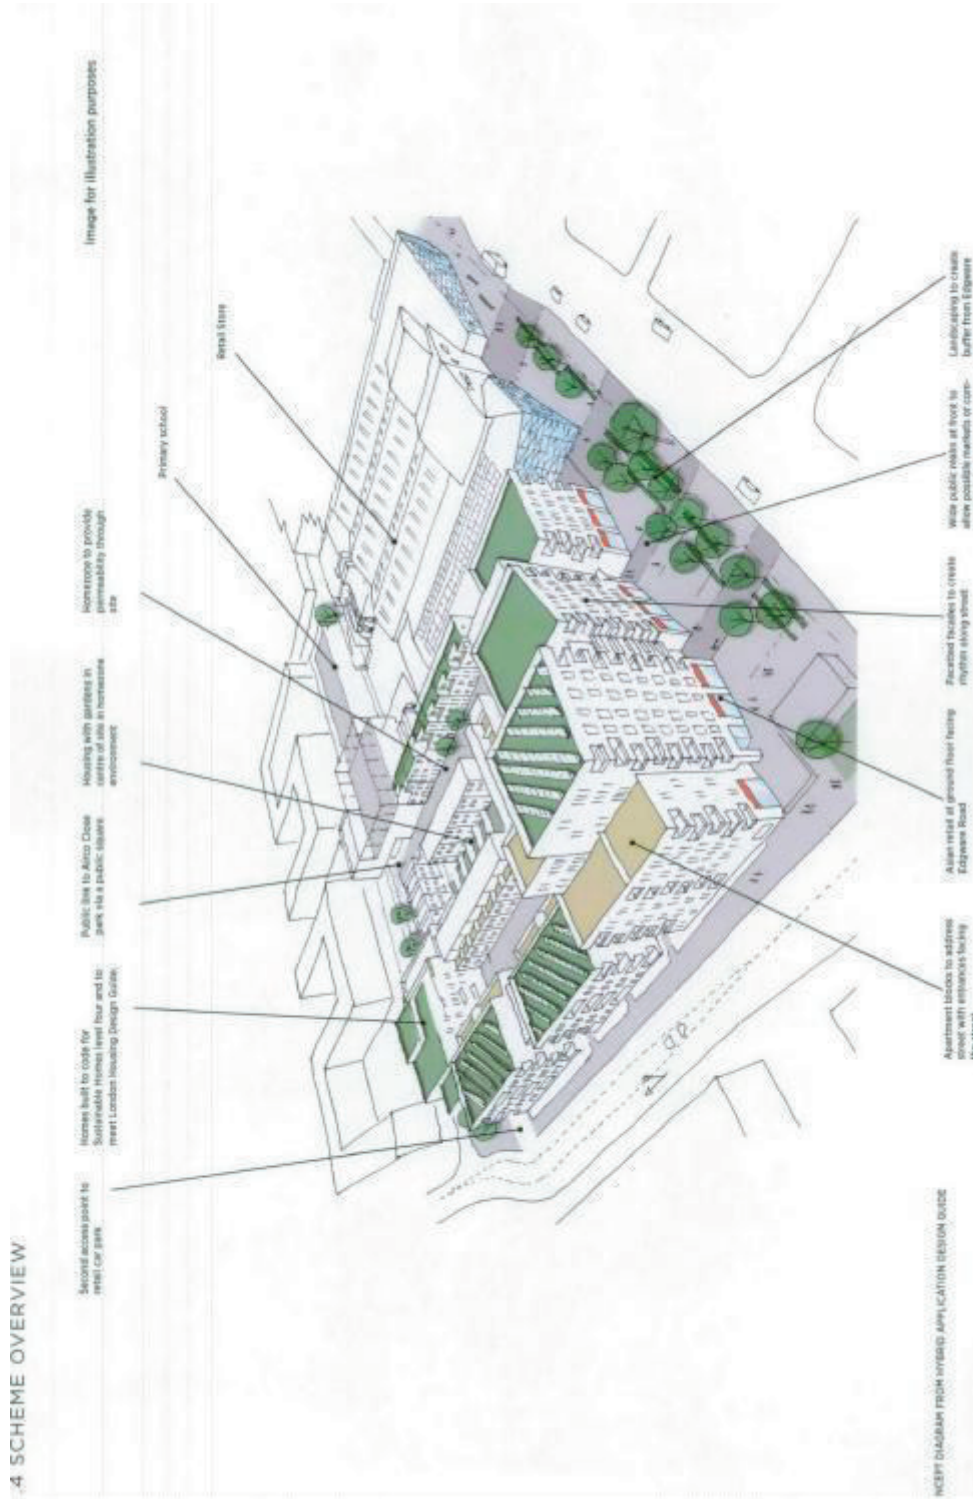 .4 SCHEME OVERVIEW
Image for illustration purposes
Second access point to
retail car park
Homes built to code for
Sustainable Homes level four and to
meet London Housing Design Guide
Public link to Airco Close
park via a public square
Housing with gardens in
centre of site in homezone
environment
Homezone to provide
permeability through
site
Primary school
Retail Store
Apartment blocks to address
street with entrances facing
Asian retail at ground floor facing
Edgware Road
Facetted facades to create
rhythm along street
Wide public realm at front to
allow possible markets or com-
Landscaping to create
buffer from Edgware
NCEPT DIAGRAM FROM HYBRID APPLICATION DESIGN GUIDE